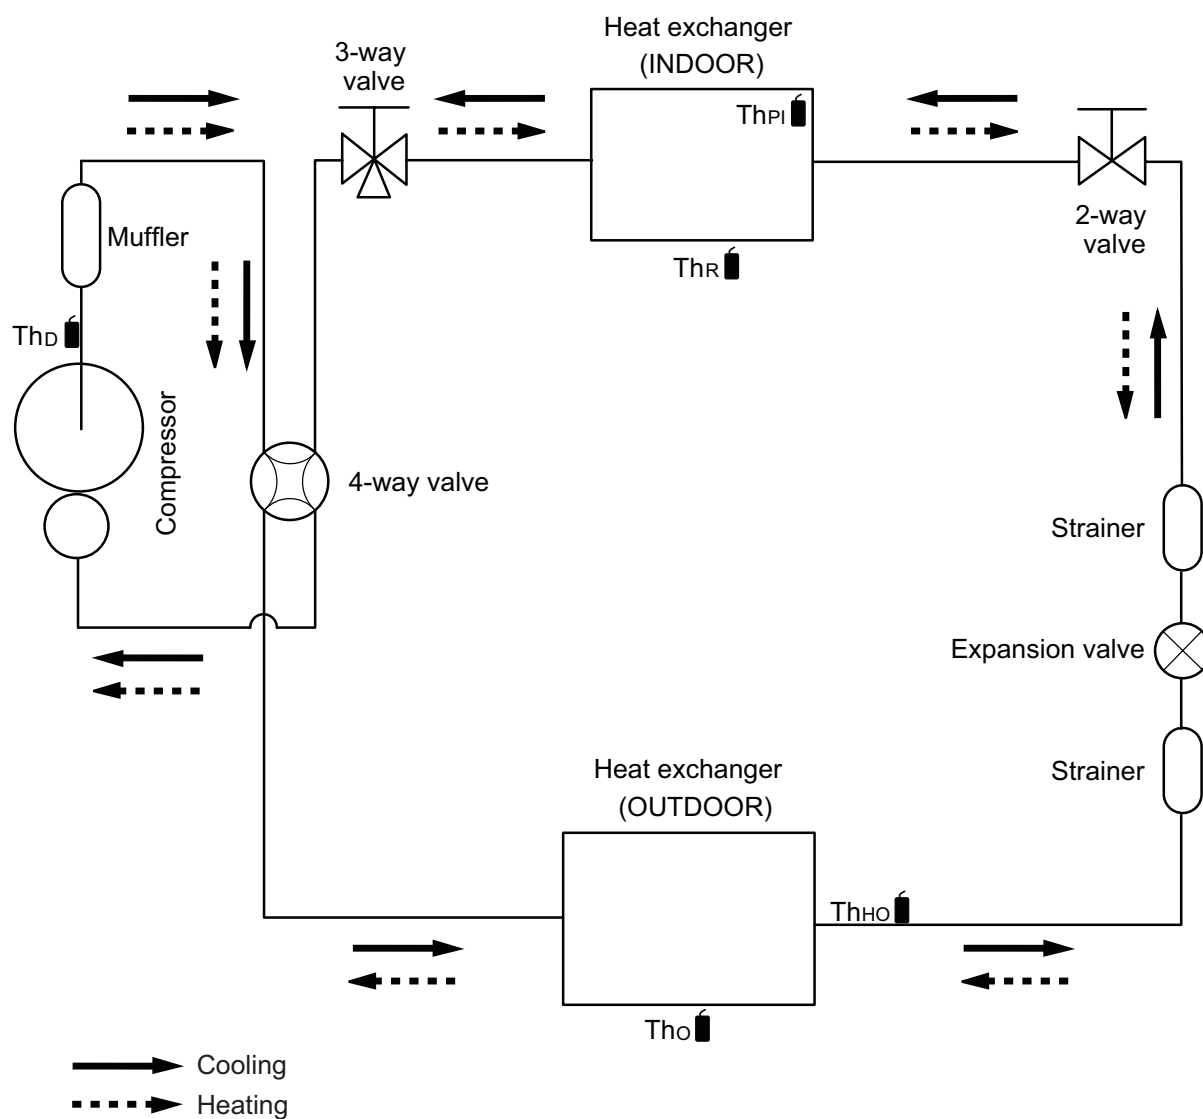 Heat exchanger
(INDOOR)
3-way
valve
ThPI
Muffler
2-way
valve
ThR
ThD
Compressor
4-way valve
Strainer
Expansion valve
Heat exchanger
(OUTDOOR)
Strainer
ThHO
ThO
Cooling
Heating